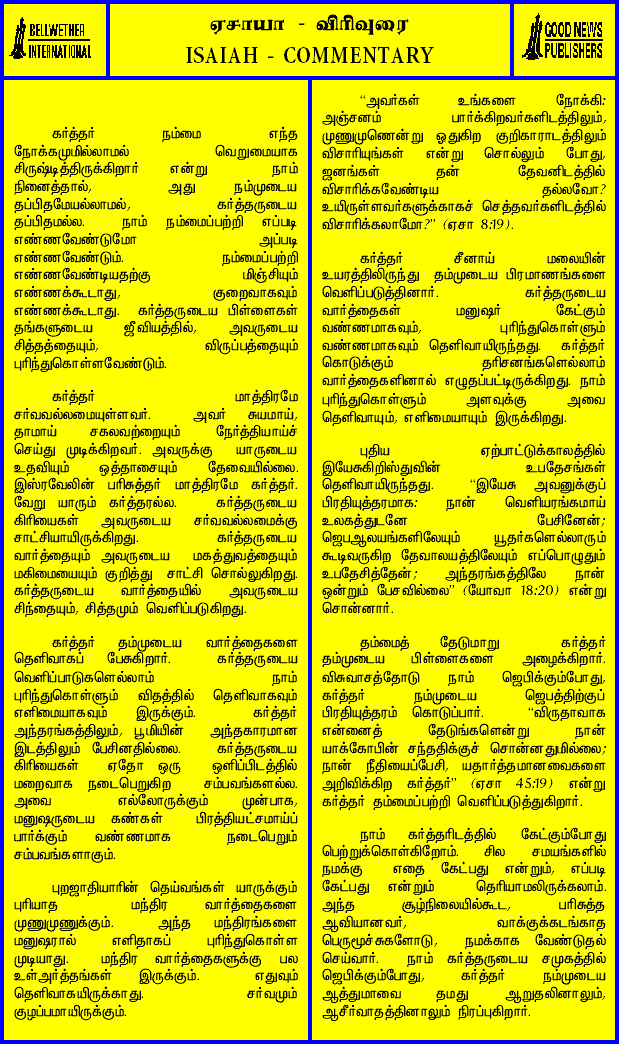 BELLWETHER
INTERNATIONAL
ஏசாயா - விரிவுரை
ISAIAH - COMMENTARY
GOOD NEWS
PUBLISHERS
கர்த்தர் நம்மை எந்த
நோக்கமுமில்லாமல் வெறுமையாக
சிருஷ்டித்திருக்கிறார் என்று நாம்
நினைத்தால், அது நம்முடைய
தப்பிதமேயல்லாமல், கர்த்தருடைய
தப்பிதமல்ல. நாம் நம்மைப்பற்றி எப்படி
எண்ணவேண்டுமோ அப்படி
எண்ணவேண்டும். நம்மைப்பற்றி
எண்ணவேண்டியதற்கு மிஞ்சியும்
எண்ணக்கூடாது, குறைவாகவும்
எண்ணக்கூடாது. கர்த்தருடைய பிள்ளைகள்
தங்களுடைய ஜீவியத்தில், அவருடைய
சித்தத்தையும், விருப்பத்தையும்
புரிந்துகொள்ளவேண்டும்.
கர்த்தர் மாத்திரமே
சர்வவல்லமையுள்ளவர். அவர் சுயமாய்,
தாமாய் சகலவற்றையும் நேர்த்தியாய்ச்
செய்து முடிக்கிறவர். அவருக்கு யாருடைய
உதவியும் ஒத்தாசையும் தேவையில்லை.
இஸ்ரவேலின் பரிசுத்தர் மாத்திரமே கர்த்தர்.
வேறு யாரும் கர்த்தரல்ல. கர்த்தருடைய
கிரியைகள் அவருடைய சர்வவல்லமைக்கு
சாட்சியாயிருக்கிறது. கர்த்தருடைய
வார்த்தையும் அவருடைய மகத்துவத்தையும்
மகிமையையும் குறித்து சாட்சி சொல்லுகிறது.
கர்த்தருடைய வார்த்தையில் அவருடைய
சிந்தையும், சித்தமும் வெளிப்படுகிறது.
கர்த்தர் தம்முடைய வார்த்தைகளை
தெளிவாகப் பேசுகிறார். கர்த்தருடைய
வெளிப்பாடுகளெல்லாம் நாம்
புரிந்துகொள்ளும் விதத்தில் தெளிவாகவும்
எளிமையாகவும் இருக்கும். கர்த்தர்
அந்தரங்கத்திலும், பூமியின் அந்தகாரமான
இடத்திலும் பேசினதில்லை. கர்த்தருடைய
கிரியைகள் ஏதோ ஒரு ஒளிப்பிடத்தில்
மறைவாக நடைபெறுகிற சம்பவங்களல்ல.
அவை எல்லோருக்கும் முன்பாக,
மனுஷருடைய கண்கள் பிரத்தியட்சமாய்ப்
பார்க்கும் வண்ணமாக நடைபெறும்
சம்பவங்களாகும்.
புறஜாதியாரின் தெய்வங்கள் யாருக்கும்
புரியாத மந்திர வார்த்தைகளை
முணுமுணுக்கும். அந்த மந்திரங்களை
மனுஷரால் எளிதாகப் புரிந்துகொள்ள
முடியாது. மந்திர வார்த்தைகளுக்கு பல
உள்அர்த்தங்கள் இருக்கும். எதுவும்
தெளிவாகயிருக்காது. சர்வமும்
குழப்பமாயிருக்கும்.
“அவர்கள் உங்களை நோக்கி:
அஞ்சனம் பார்க்கிறவர்களிடத்திலும்,
முணுமுணென்று ஓதுகிற குறிகாரரிடத்திலும்
விசாரியுங்கள் என்று சொல்லும் போது,
ஜனங்கள் தன் தேவனிடத்தில்
விசாரிக்கவேண்டிய தல்லவோ?
உயிருள்ளவர்களுக்காகச் செத்தவர்களிடத்தில்
விசாரிக்கலாமோ?” (ஏசா 8:19).
கர்த்தர் சீனாய் மலையின்
உயரத்திலிருந்து தம்முடைய பிரமாணங்களை
வெளிப்படுத்தினார். கர்த்தருடைய
வார்த்தைகள் மனுஷர் கேட்கும்
வண்ணமாகவும், புரிந்துகொள்ளும்
வண்ணமாகவும் தெளிவாயிருந்தது. கர்த்தர்
கொடுக்கும் தரிசனங்களெல்லாம்
வார்த்தைகளினால் எழுதப்பட்டிருக்கிறது. நாம்
புரிந்துகொள்ளும் அளவுக்கு அவை
தெளிவாயும், எளிமையாயும் இருக்கிறது.
புதிய ஏற்பாட்டுக்காலத்தில்
இயேசுகிறிஸ்துவின் உபதேசங்கள்
தெளிவாயிருந்தது. “இயேசு அவனுக்குப்
பிரதியுத்தரமாக: நான் வெளியரங்கமாய்
உலகத்துடனே பேசினேன்;
ஜெபஆலயங்களிலேயும் யூதர்களெல்லாரும்
கூடிவருகிற தேவாலயத்திலேயும் எப்பொழுதும்
உபதேசித்தேன்; அந்தரங்கத்திலே நான்
ஒன்றும் பேசவில்லை” (யோவா 18:20) என்று
சொன்னார்.
தம்மைத் தேடுமாறு கர்த்தர்
தம்முடைய பிள்ளைகளை அழைக்கிறார்.
விசுவாசத்தோடு நாம் ஜெபிக்கும்போது,
கர்த்தர் நம்முடைய ஜெபத்திற்குப்
பிரதியுத்தரம் கொடுப்பார். “விருதாவாக
என்னைத் தேடுங்களென்று நான்
யாக்கோபின் சந்ததிக்குச் சொன்னதுமில்லை;
நான் நீதியைப்பேசி, யதார்த்தமானவைகளை
அறிவிக்கிற கர்த்தர்” (ஏசா 45:19) என்று
கர்த்தர் தம்மைப்பற்றி வெளிப்படுத்துகிறார்.
நாம் கர்த்தரிடத்தில் கேட்கும்போது
பெற்றுக்கொள்கிறோம். சில சமயங்களில்
நமக்கு எதை கேட்பது என்றும், எப்படி
கேட்பது என்றும் தெரியாமலிருக்கலாம்.
அந்த சூழ்நிலையில்கூட, பரிசுத்த
ஆவியானவர், வாக்குக்கடங்காத
பெருமூச்சுகளோடு, நமக்காக வேண்டுதல்
செய்வார். நாம் கர்த்தருடைய சமுகத்தில்
ஜெபிக்கும்போது, கர்த்தர் நம்முடைய
ஆத்துமாவை தமது ஆறுதலினாலும்,
ஆசீர்வாதத்தினாலும் நிரப்புகிறார்.